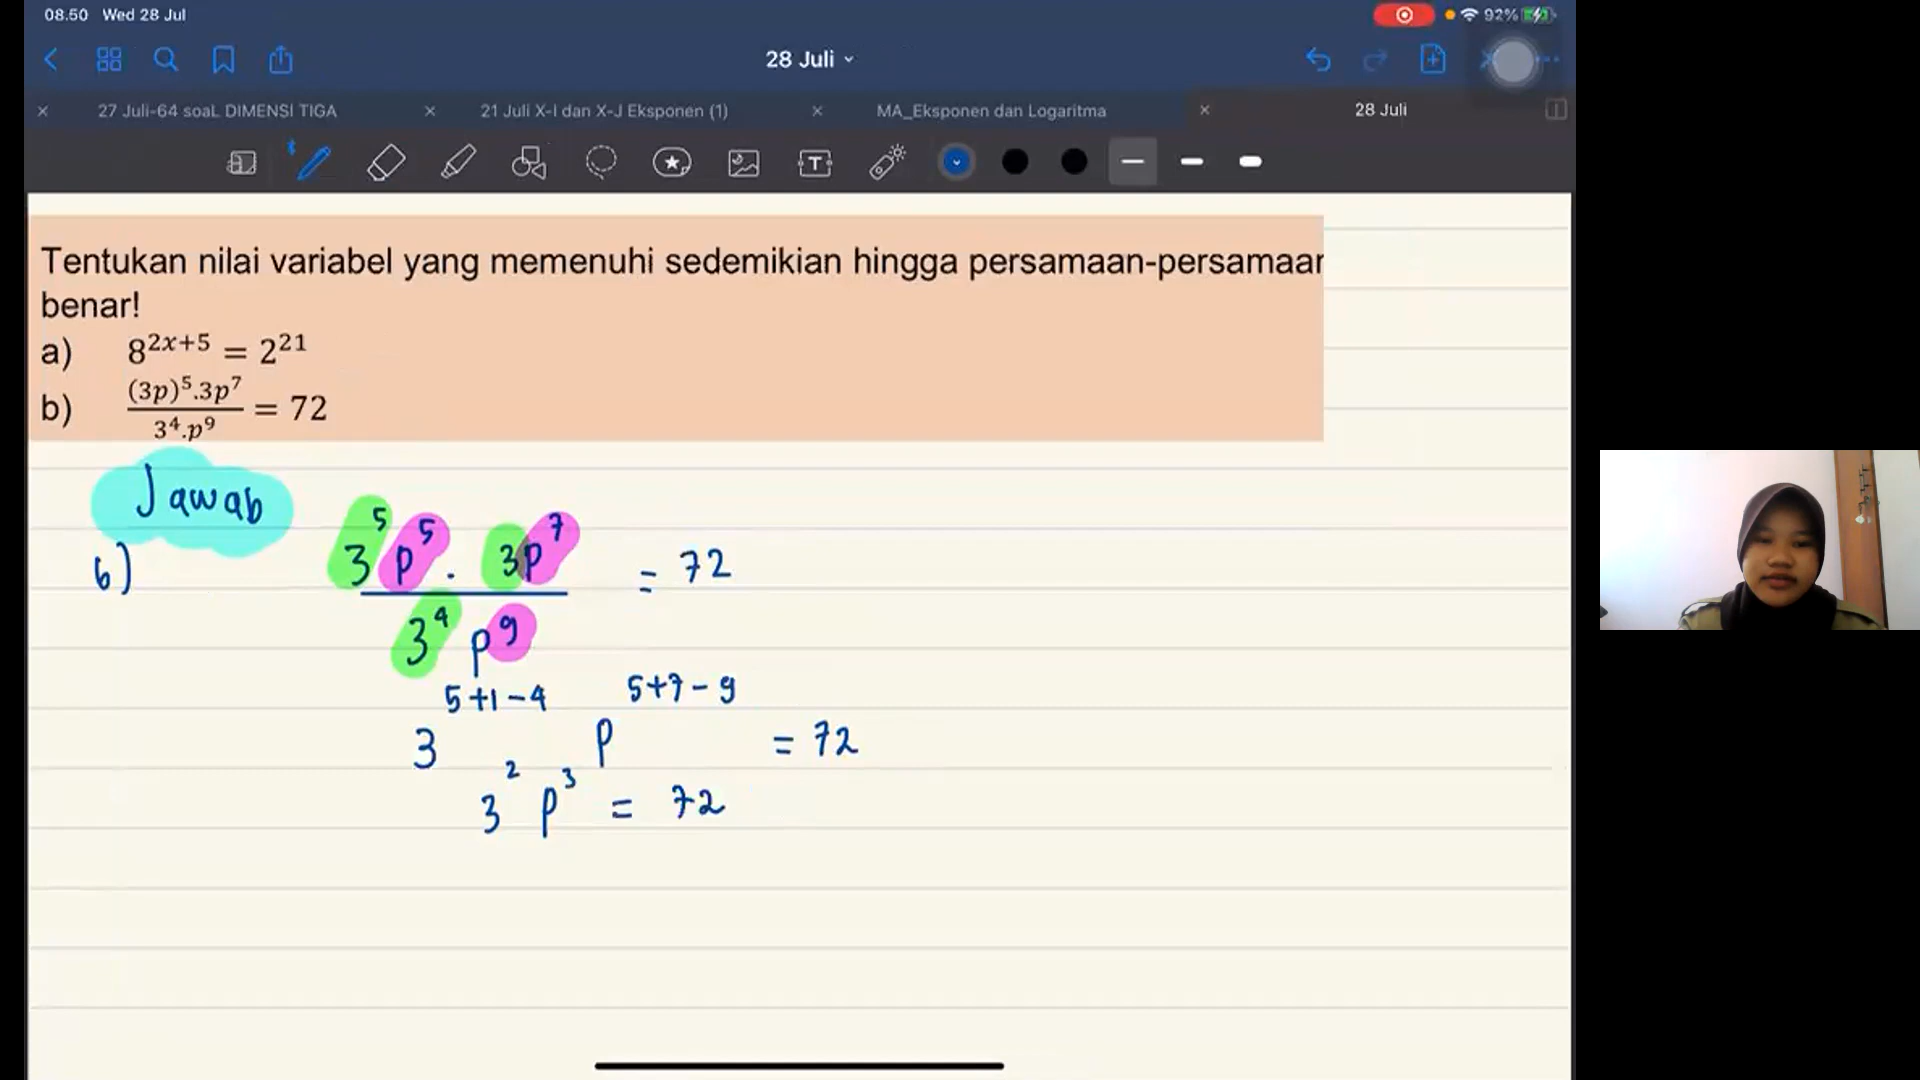 08.50 Wed 28 Jul 92%
28 Juli
27 Juli-64 soaL DIMENSI TIGA 21 Juli X-I dan X-J Eksponen (1) MA_Eksponen dan Logaritma 28 Juli
Tentukan nilai variabel yang memenuhi sedemikian hingga persamaan-persamaan
benar!
a) 8^{2x+5} = 2^{21}
b) \frac{(3p)^5.3p^7}{3^4.p^9} = 72
Jawab
b) \frac{3^5 p^5 . 3p^7}{3^4 p^9} = 72
3^{5+1-4} p^{5+7-9} = 72
3^2 p^3 = 72